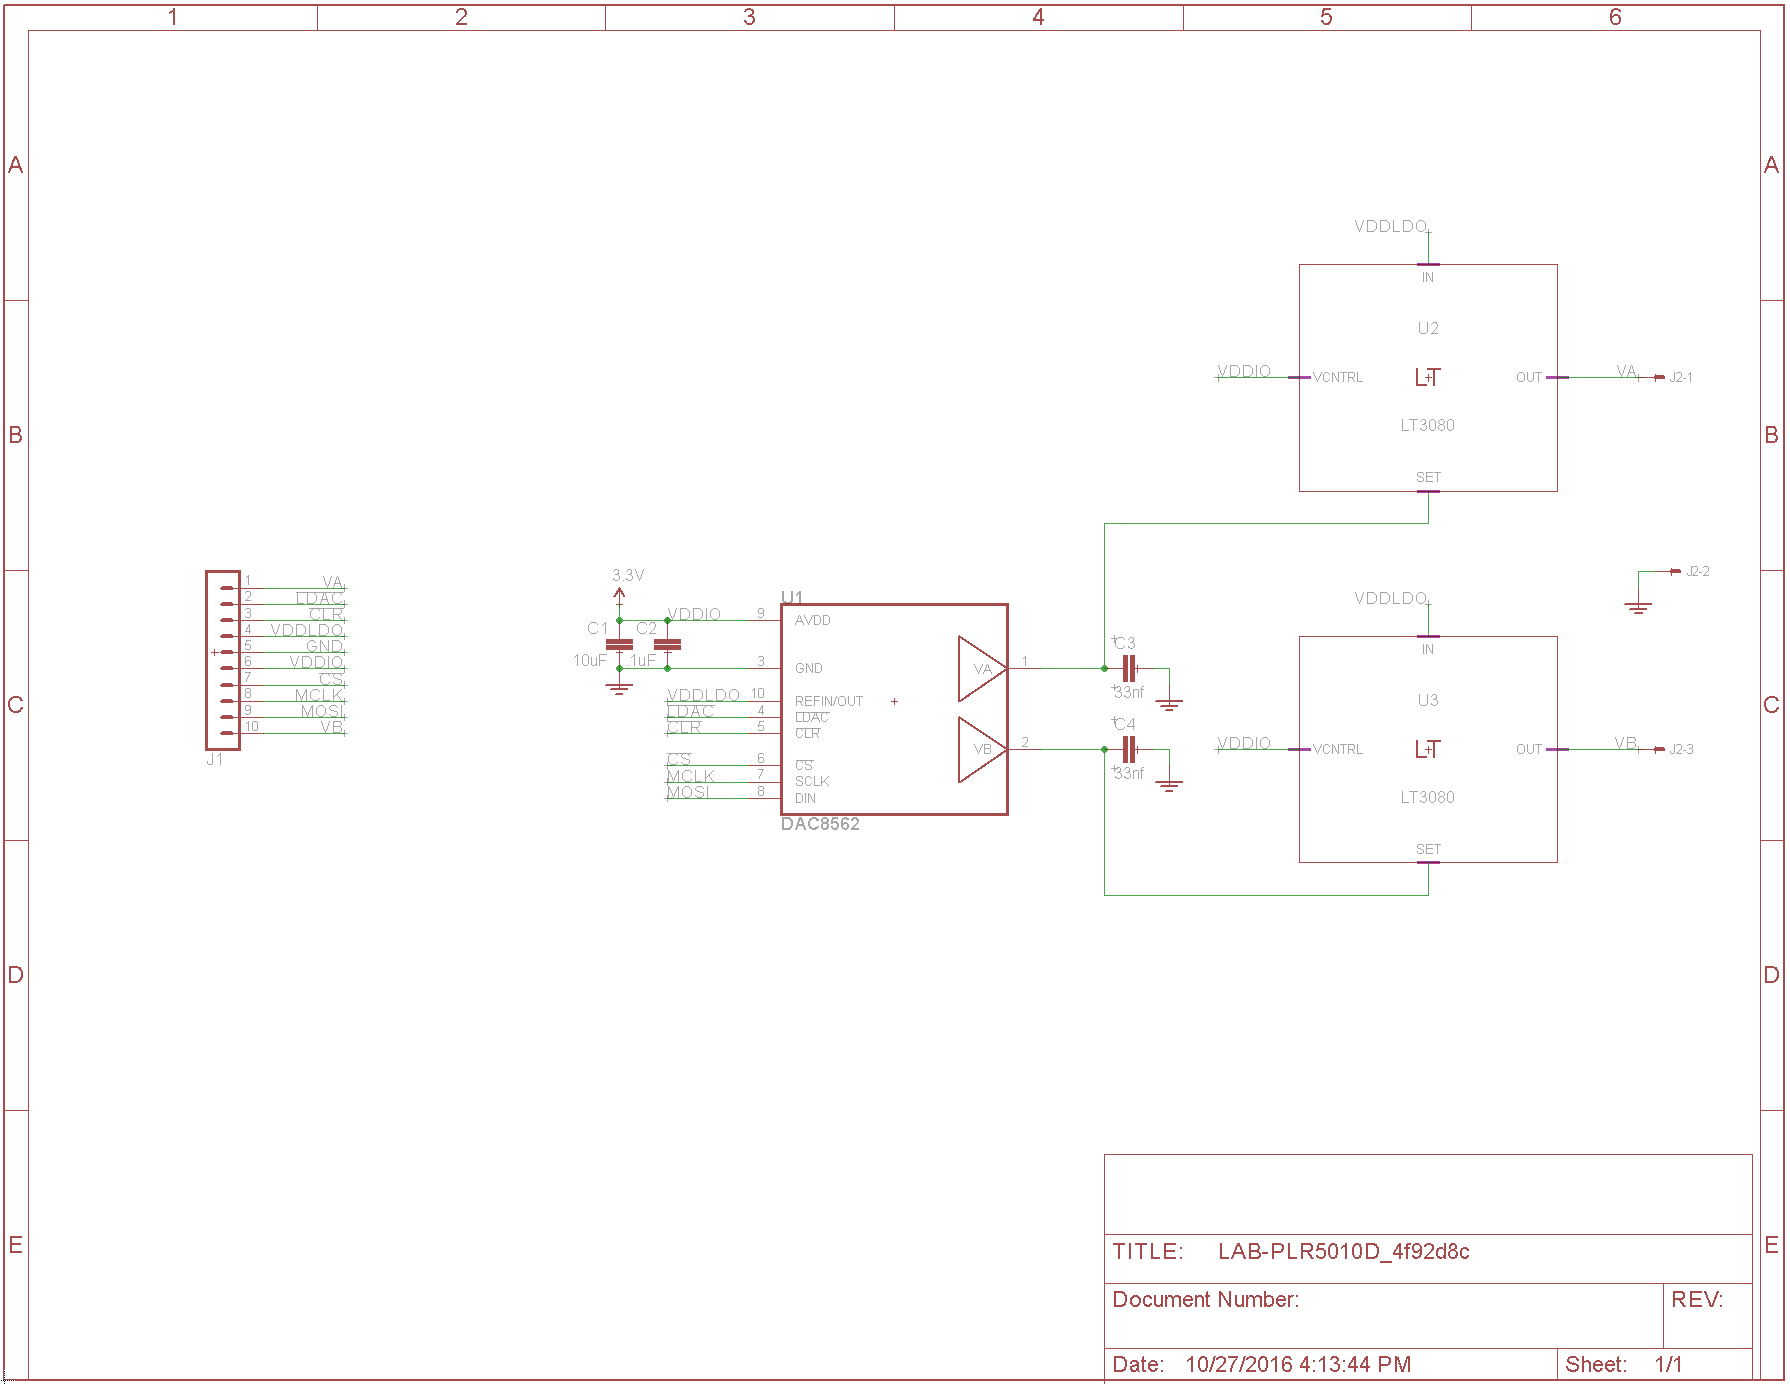 1 2 3 4 5 6
A A
B B
C C
D D
E E
VDDLDO
IN
U2
VDDIO
VCNTRL
LT
OUT
VA
J2-1
LT3080
SET
J2-2
VDDLDO
IN
U3
VDDIO
VCNTRL
LT
OUT
VB
J2-3
LT3080
SET
1 VA
2 LDAC
3 CLR
4 VDDLDO
5 GND
6 VDDIO
7 CS
8 MCLK
9 MOSI
10 VB
J1
3.3V
C1
10uF
C2
.1uF
U1
VDDIO 9 AVDD
3 GND
VDDLDO 10 REFIN/OUT
LDAC 4 LDAC
CLR 5 CLR
CS 6 CS
MCLK 7 SCLK
MOSI 8 DIN
DAC8562
VA 1
VB 2
C3
33nf
C4
33nf
TITLE: LAB-PLR5010D_4f92d8c
Document Number:
REV:
Date: 10/27/2016 4:13:44 PM
Sheet: 1/1